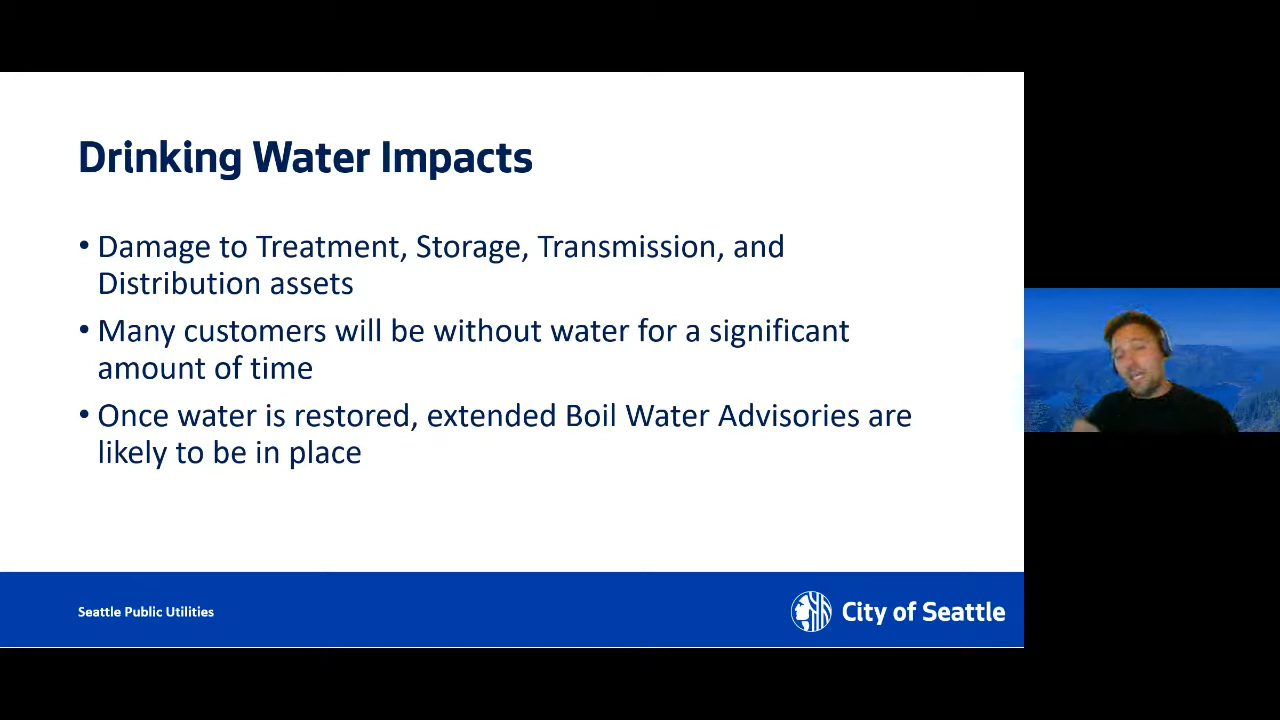 Drinking Water Impacts
• Damage to Treatment, Storage, Transmission, and
Distribution assets
• Many customers will be without water for a significant
amount of time
• Once water is restored, extended Boil Water Advisories are
likely to be in place
Seattle Public Utilities
City of Seattle